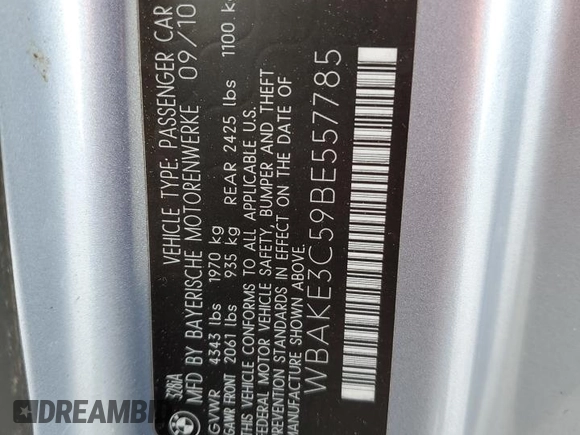 328iA
VEHICLE TYPE: PASSENGER CAR
MFD BY BAYERISCHE MOTORENWERKE 09/10
GVWR 4343 lbs 1970 kg
GAWR FRONT 2061 lbs 935 kg REAR 2425 lbs 1100 k
THIS VEHICLE CONFORMS TO ALL APPLICABLE U.S.
FEDERAL MOTOR VEHICLE SAFETY, BUMPER AND THEFT
PREVENTION STANDARDS IN EFFECT ON THE DATE OF
MANUFACTURE SHOWN ABOVE.
WBAKE3C59BE557785
DREAMBID